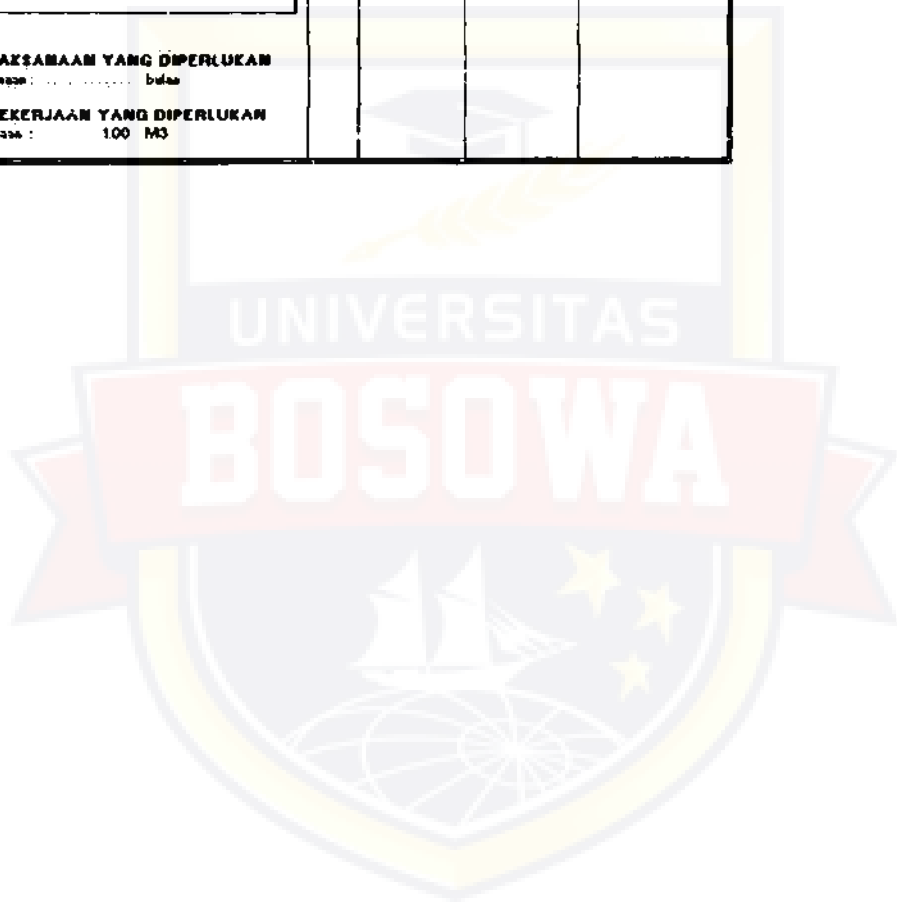 AKSANAAN YANG DIPERLUKAN
bulan
EKERJAAN YANG DIPERLUKAN
1.00 M3
UNIVERSITAS
BOSOWA